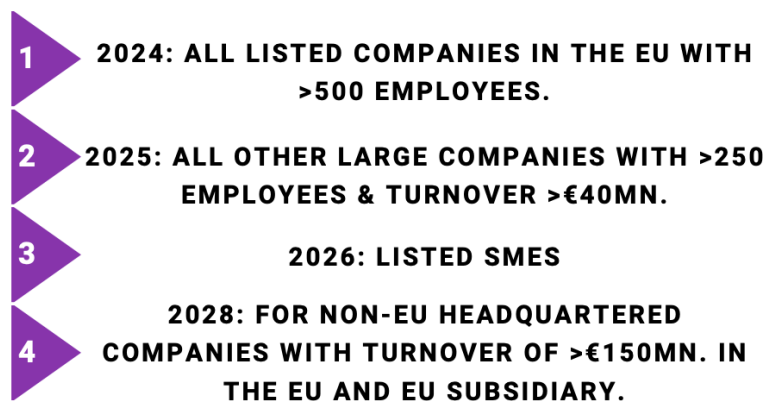 1
2024: ALL LISTED COMPANIES IN THE EU WITH
>500 EMPLOYEES.
2
2025: ALL OTHER LARGE COMPANIES WITH >250
EMPLOYEES & TURNOVER >€40MN.
3
2026: LISTED SMES
4
2028: FOR NON-EU HEADQUARTERED
COMPANIES WITH TURNOVER OF >€150MN. IN
THE EU AND EU SUBSIDIARY.